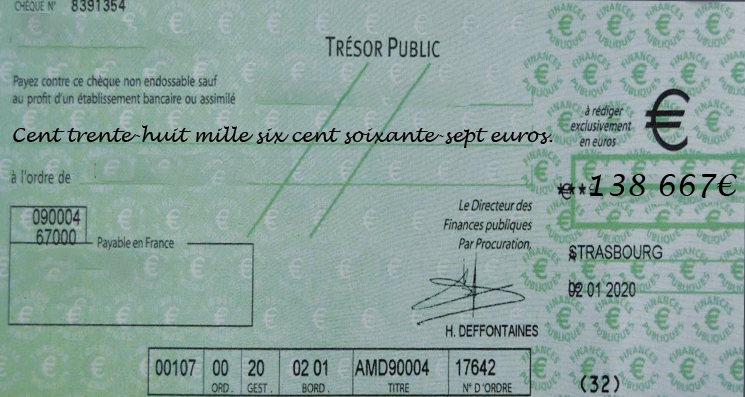 CHÈQUE N° 8391354
TRÉSOR PUBLIC
Payez contre ce chèque non endossable sauf
au profit d'un établissement bancaire ou assimilé
à rédiger
exclusivement
en euros
€
Cent trente-huit mille six cent soixante-sept euros.
à l'ordre de
138 667€
090004
67000
Payable en France
Le Directeur des
Finances publiques
Par Procuration,
STRASBOURG
02 01 2020
H. DEFFONTAINES
00107 00 20 02 01 AMD90004 17642
ORD. GEST. BORD. TITRE N° D'ORDRE
(32)
FINANCES PUBLIQUES